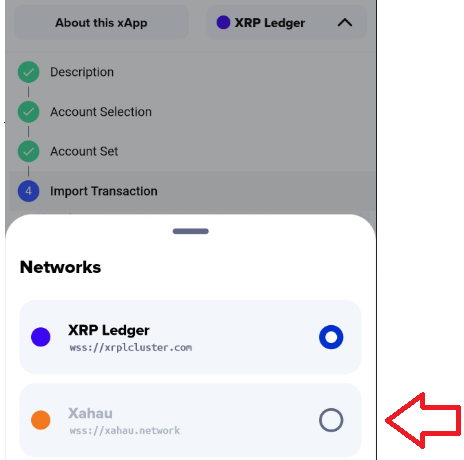 About this xApp
XRP Ledger
Description
Account Selection
Account Set
4 Import Transaction
Networks
XRP Ledger
wss://xrplcluster.com
Xahau
wss://xahau.network